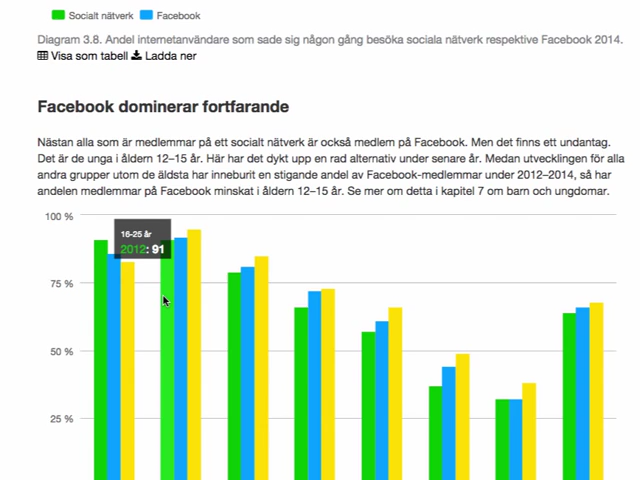 Socialt nätverk Facebook
Diagram 3.8. Andel internetanvändare som sade sig någon gång besöka sociala nätverk respektive Facebook 2014.
Visa som tabell Ladda ner
Facebook dominerar fortfarande
Nästan alla som är medlemmar på ett socialt nätverk är också medlem på Facebook. Men det finns ett undantag.
Det är de unga i åldern 12–15 år. Här har det dykt upp en rad alternativ under senare år. Medan utvecklingen för alla
andra grupper utom de äldsta har inneburit en stigande andel av Facebook-medlemmar under 2012–2014, så har
andelen medlemmar på Facebook minskat i åldern 12–15 år. Se mer om detta i kapitel 7 om barn och ungdomar.
100 %
16-25 år
2012: 91
75 %
50 %
25 %